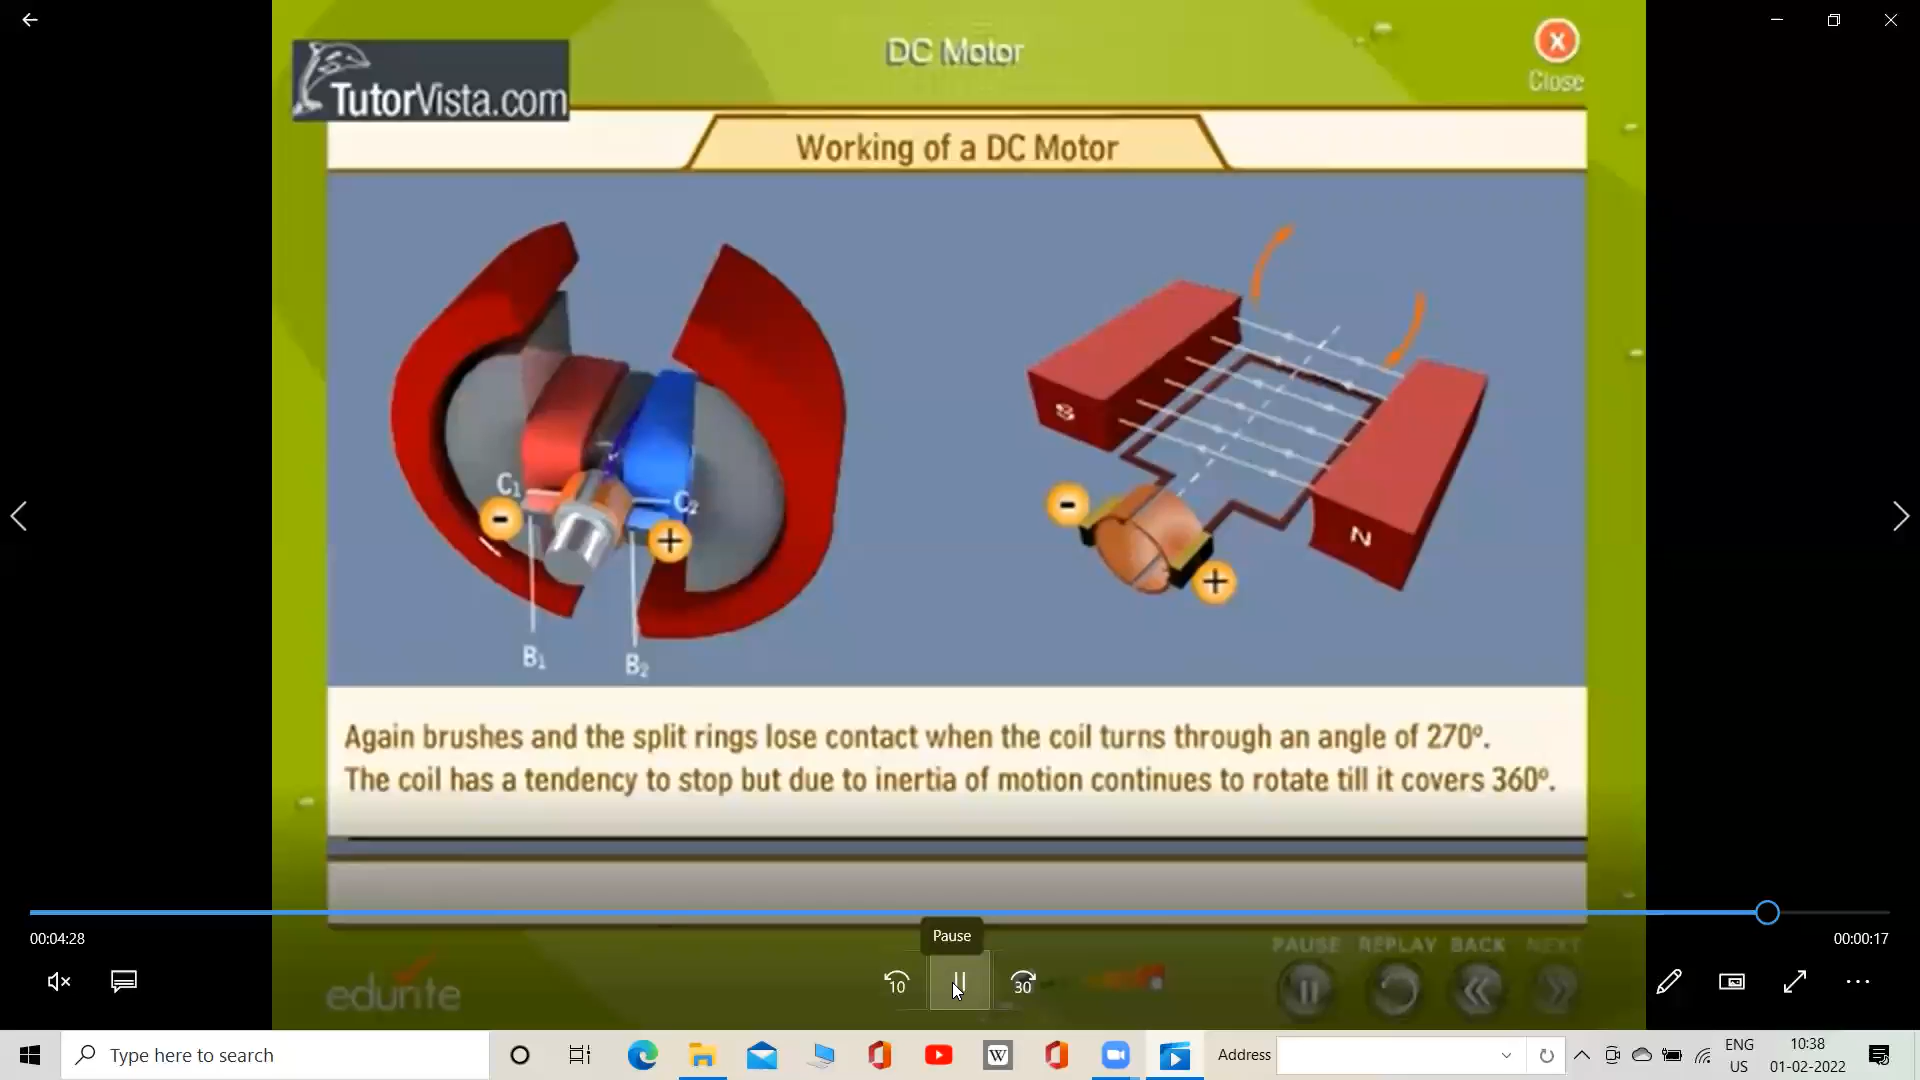 DC Motor
Close
TutorVista.com
Working of a DC Motor
S
N
C1
C2
B1
B2
Again brushes and the split rings lose contact when the coil turns through an angle of 270º.
The coil has a tendency to stop but due to inertia of motion continues to rotate till it covers 360º.
00:04:28
Pause
00:00:17
PAUSE REPLAY BACK NEXT
edurite
10
30
Type here to search
W
Address
ENG
US
10:38
01-02-2022